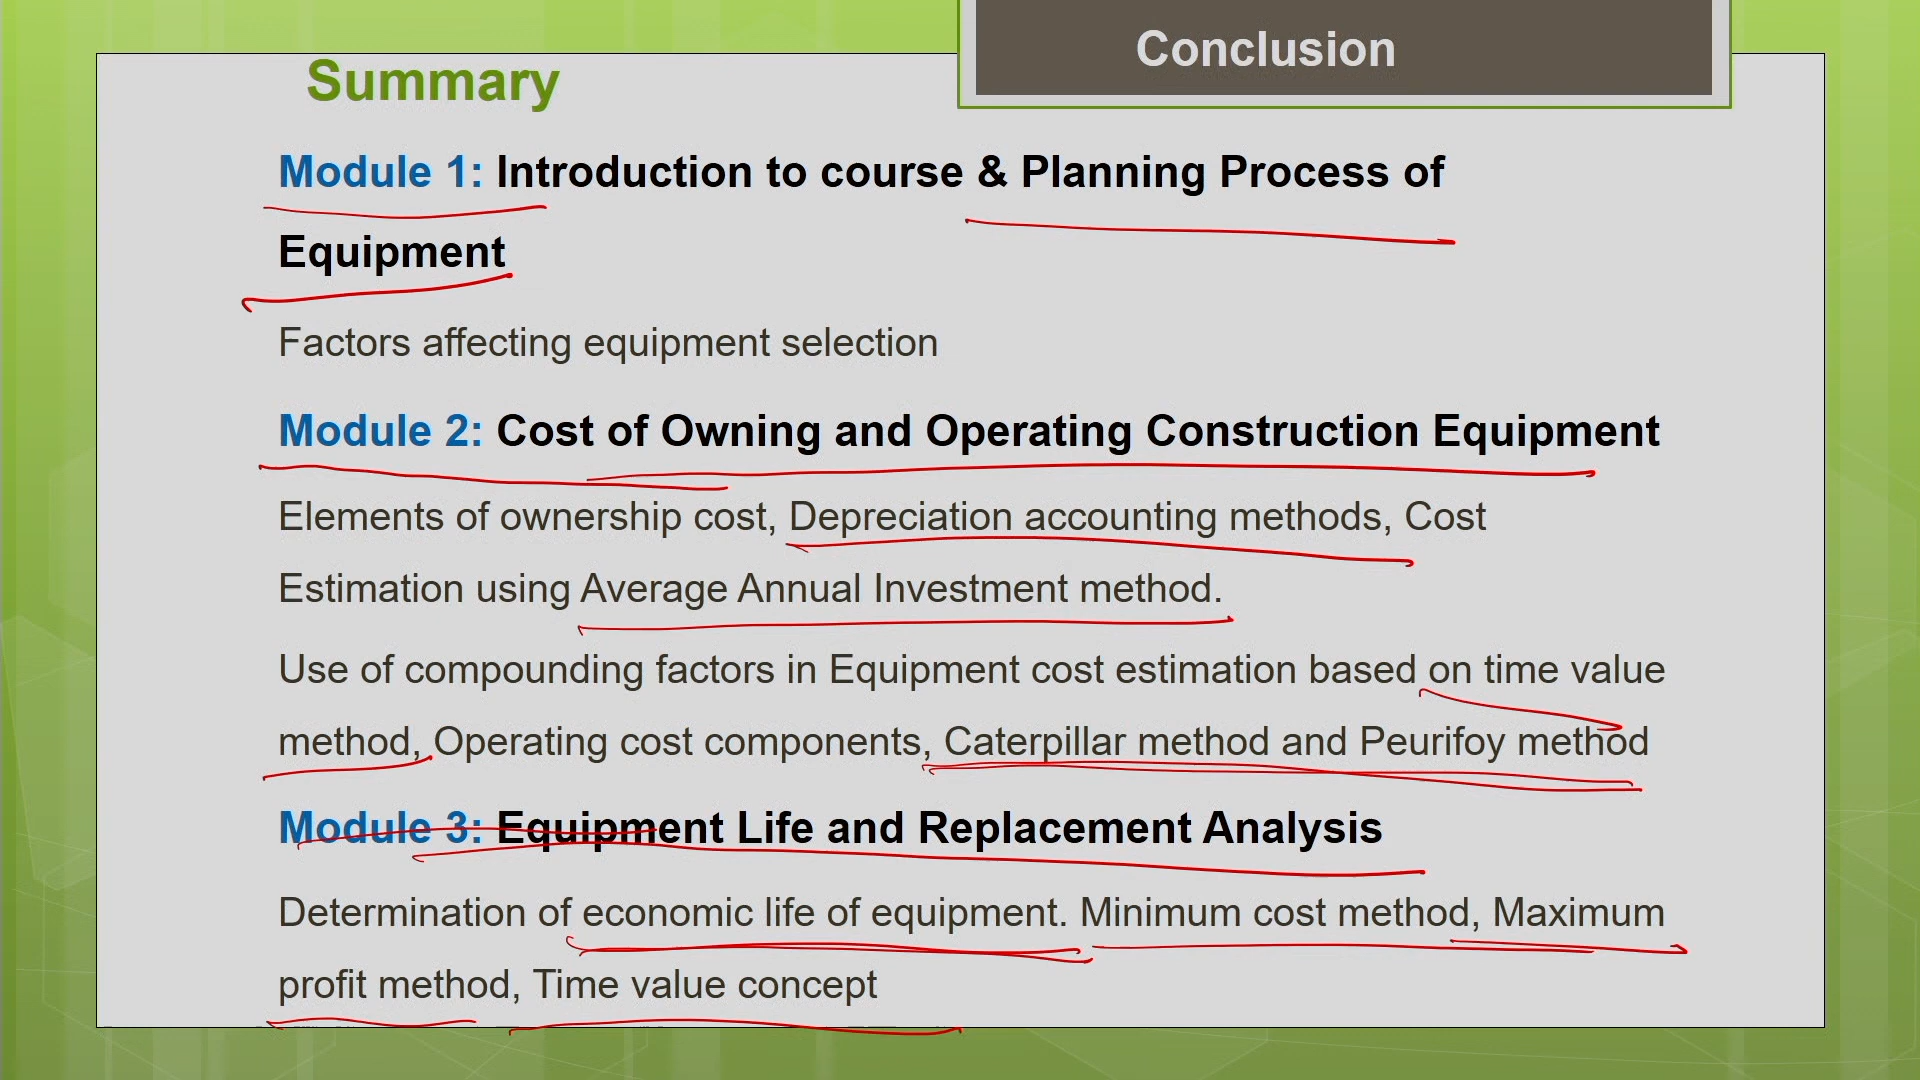 Conclusion
Summary
Module 1: Introduction to course & Planning Process of
Equipment
Factors affecting equipment selection
Module 2: Cost of Owning and Operating Construction Equipment
Elements of ownership cost, Depreciation accounting methods, Cost
Estimation using Average Annual Investment method.
Use of compounding factors in Equipment cost estimation based on time value
method, Operating cost components, Caterpillar method and Peurifoy method
Module 3: Equipment Life and Replacement Analysis
Determination of economic life of equipment. Minimum cost method, Maximum
profit method, Time value concept